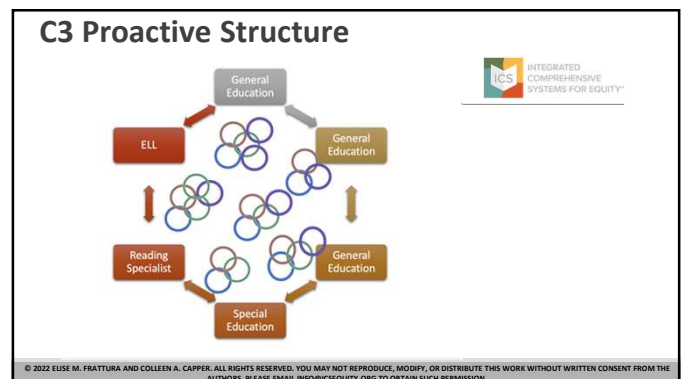 C3 Proactive Structure
ICS
INTEGRATED
COMPREHENSIVE
SYSTEMS FOR EQUITY
General
Education
ELL
General
Education
Reading
Specialist
General
Education
Special
Education
© 2022 ELISE M. FRATTURA AND COLLEEN A. CAPPER. ALL RIGHTS RESERVED. YOU MAY NOT REPRODUCE, MODIFY, OR DISTRIBUTE THIS WORK WITHOUT WRITTEN CONSENT FROM THE
AUTHORS. PLEASE EMAIL INFO@ICSEQUITY.ORG TO OBTAIN SUCH PERMISSION.